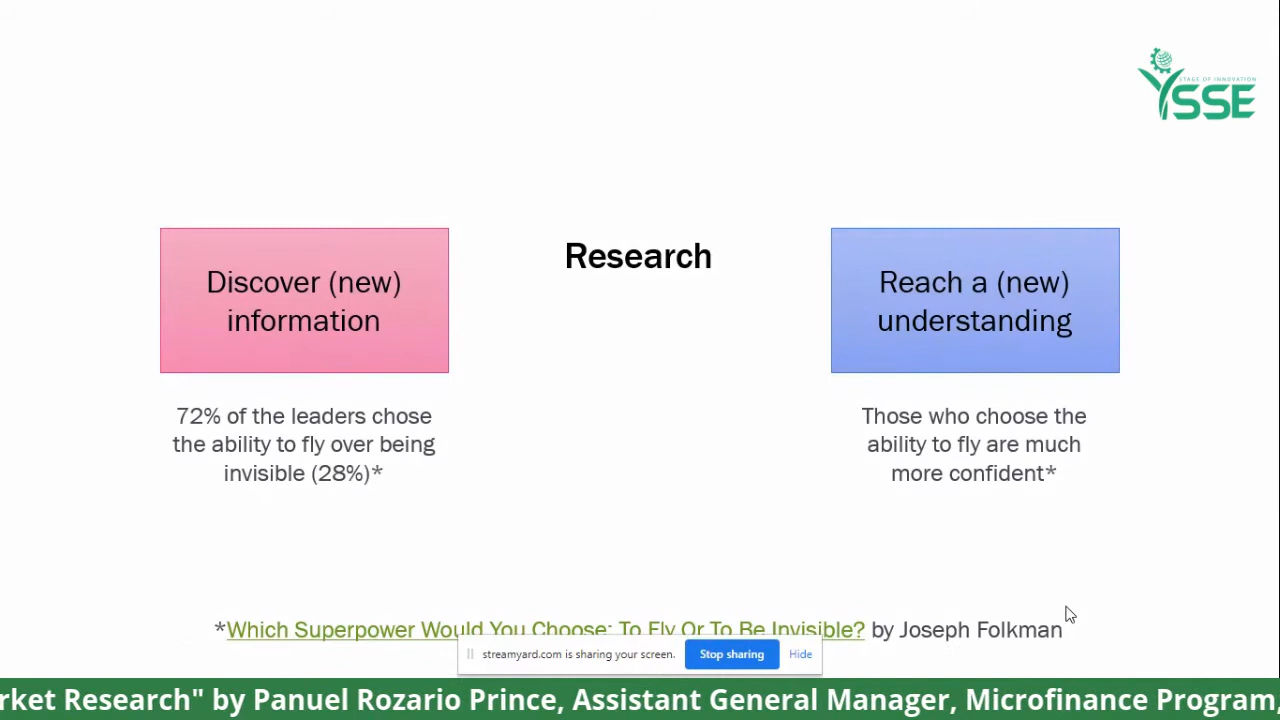 STAGE OF INNOVATION
YSSE
Research
Discover (new)
information
Reach a (new)
understanding
72% of the leaders chose
the ability to fly over being
invisible (28%)*
Those who choose the
ability to fly are much
more confident*
*Which Superpower Would You Choose: To Fly Or To Be Invisible? by Joseph Folkman
streamyard.com is sharing your screen.
Stop sharing
Hide
rket Research" by Panuel Rozario Prince, Assistant General Manager, Microfinance Program,